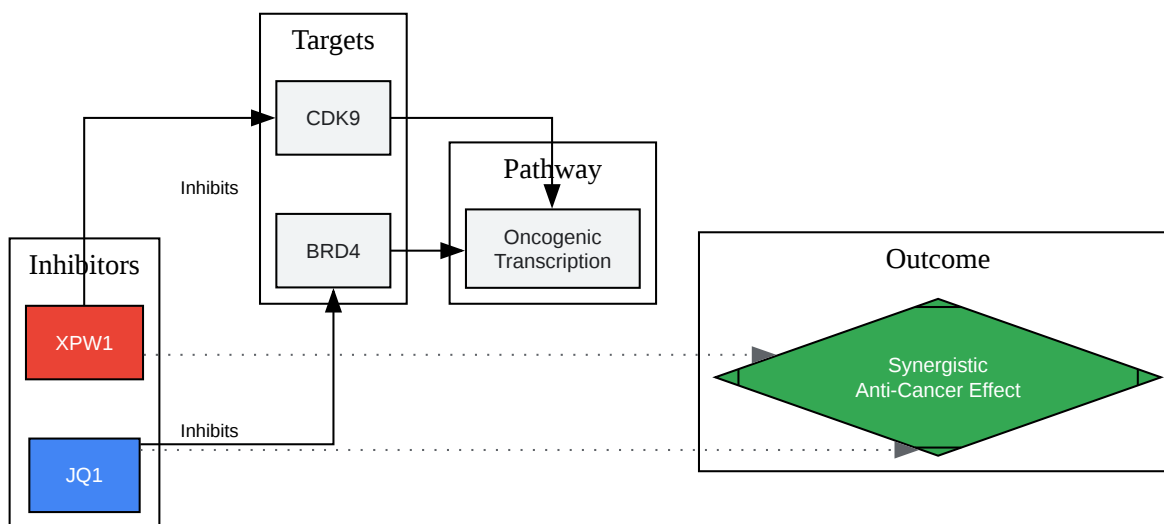 Targets
CDK9
Pathway
Inhibits
BRD4
Oncogenic
Transcription
Inhibitors
Outcome
XPW1
Synergistic
Anti-Cancer Effect
Inhibits
JQ1